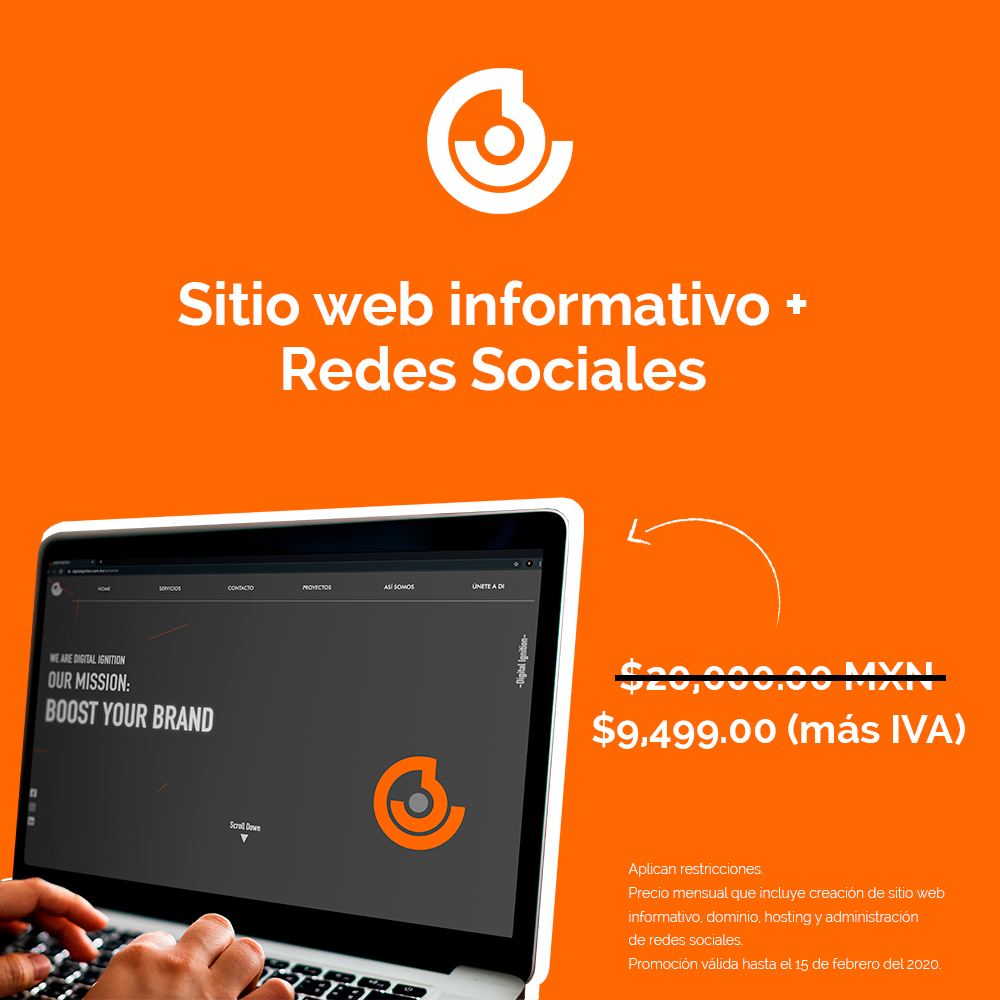 Sitio web informativo +
Redes Sociales
HOME SERVICIOS CONTACTO PROYECTOS ASÍ SOMOS ÚNETE A DI
WE ARE DIGITAL IGNITION
OUR MISSION:
BOOST YOUR BRAND
-Digital Ignition-
Scroll Down
$20,000.00 MXN
$9,499.00 (más IVA)
Aplican restricciones.
Precio mensual que incluye creación de sitio web
informativo, dominio, hosting y administración
de redes sociales.
Promoción válida hasta el 15 de febrero del 2020.